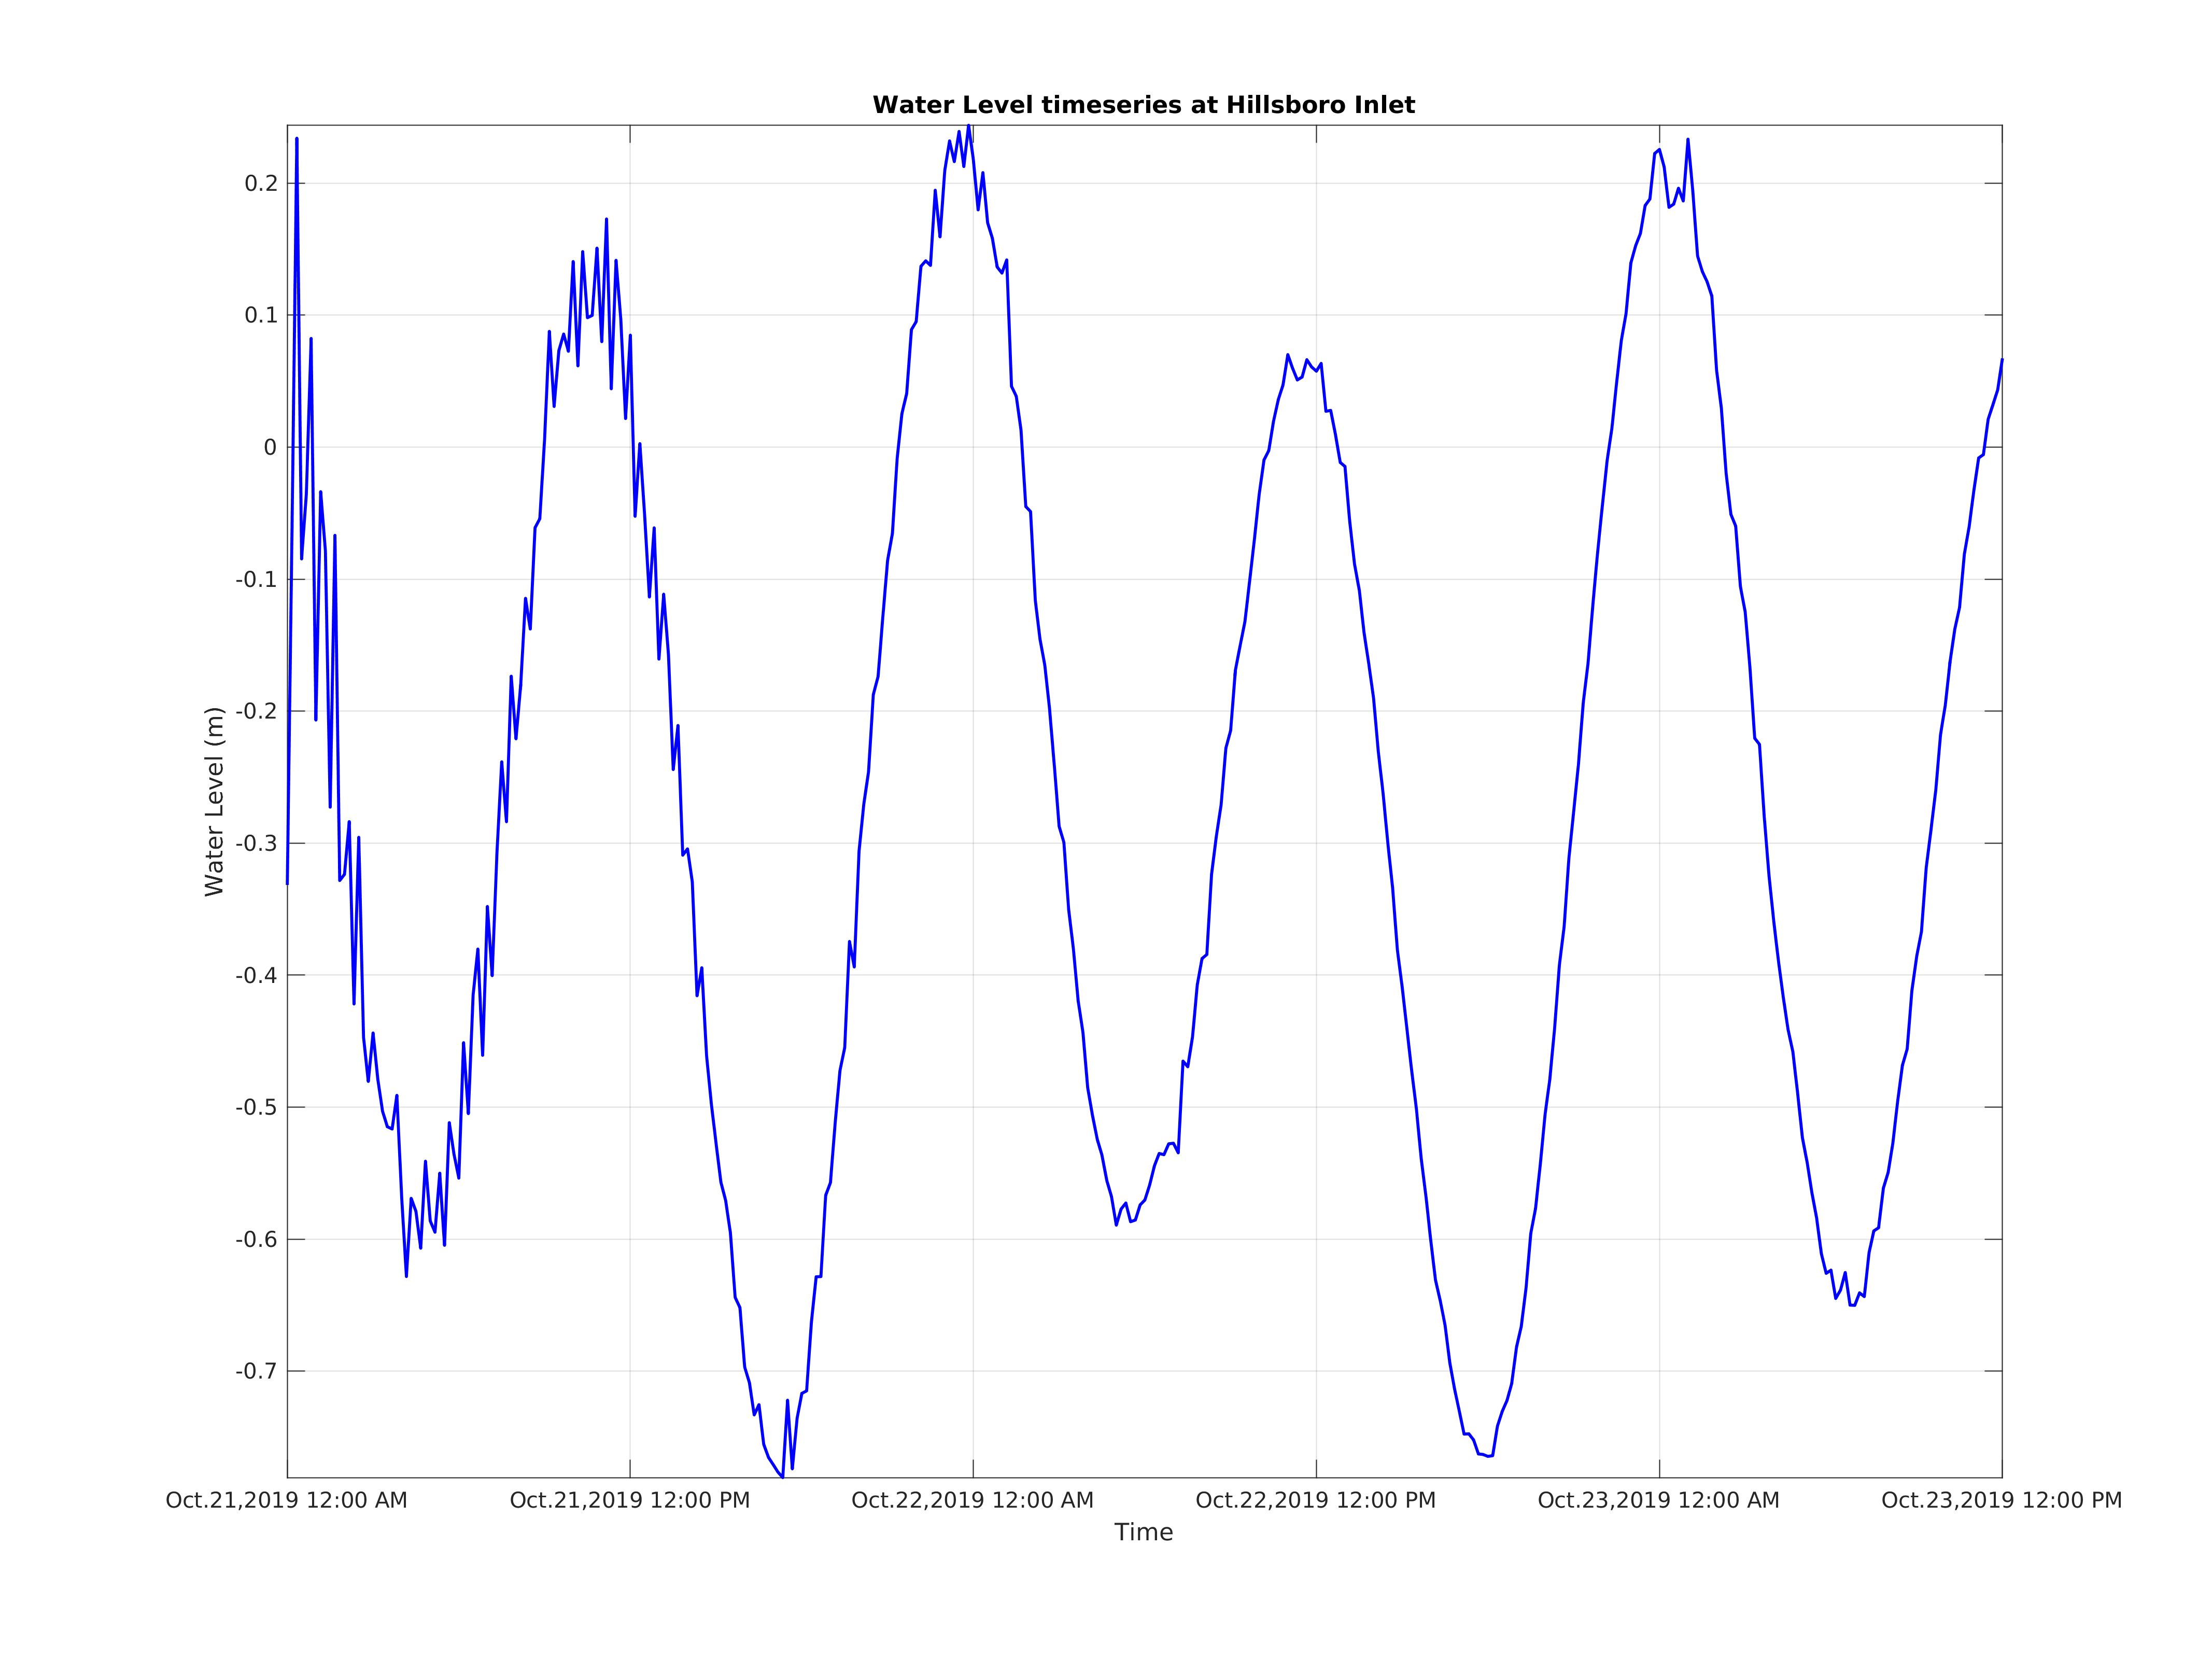 Water Level timeseries at Hillsboro Inlet
0.2
0.1
0
-0.1
-0.2
-0.3
-0.4
-0.5
-0.6
-0.7
Water Level (m)
Oct.21,2019 12:00 AM
Oct.21,2019 12:00 PM
Oct.22,2019 12:00 AM
Oct.22,2019 12:00 PM
Oct.23,2019 12:00 AM
Oct.23,2019 12:00 PM
Time